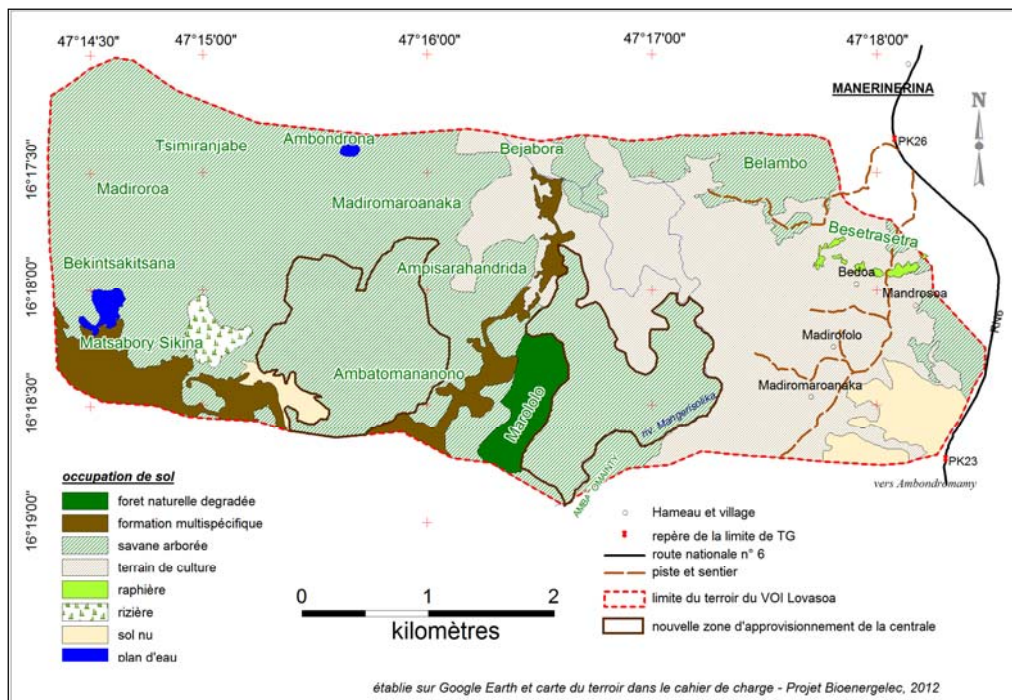 47°14'30"
47°15'00"
47°16'00"
47°17'00"
47°18'00"
MANERINERINA
N
PK26
16°17'30"
Tsimiranjabe
Ambondrona
Bejabora
Belambo
Madiroroa
Madiromaroanaka
Besetrasetra
Bekintsakitsana
Ampisarahandrida
Bedoa
Mandrosoa
16°18'00"
RN6
Matsabory Sikina
Madirofolo
Ambatomananono
Madiromaroanaka
16°18'30"
Marololo
riv. Mangerisolika
PK23
vers Ambondromamy
16°19'00"
occupation de sol
foret naturelle degradée
formation multispécifique
savane arborée
terrain de culture
raphière
rizière
sol nu
plan d'eau
0 1 2
kilomètres
Hameau et village
repère de la limite de TG
route nationale n° 6
piste et sentier
limite du terroir du VOI Lovasoa
nouvelle zone d'approvisionnement de la centrale
établie sur Google Earth et carte du terroir dans le cahier de charge - Projet Bioenergelec, 2012